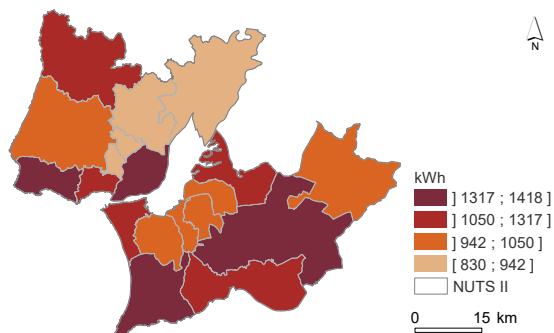 N
kWh
] 1317 ; 1418 ]
] 1050 ; 1317 ]
] 942 ; 1050 ]
[ 830 ; 942 ]
NUTS II
0 15 km